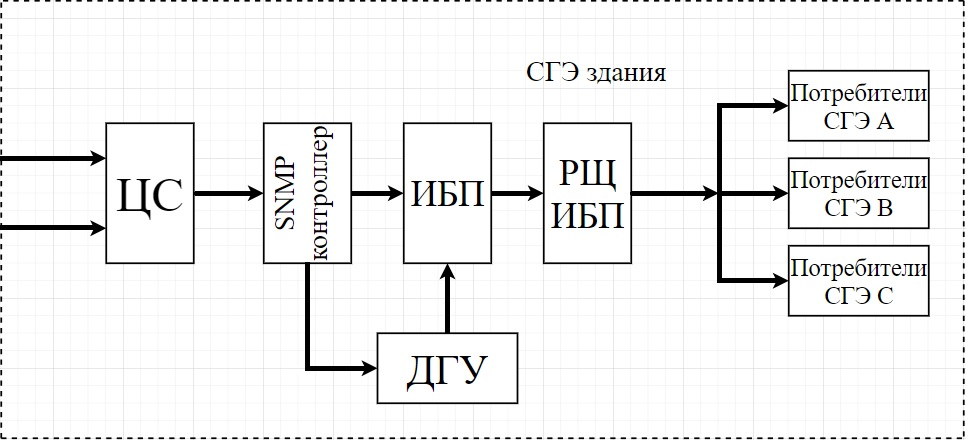 СГЭ здания
ЦС
SNMP
контроллер
ИБП
РЩ
ИБП
Потребители
СГЭ А
Потребители
СГЭ В
Потребители
СГЭ С
ДГУ